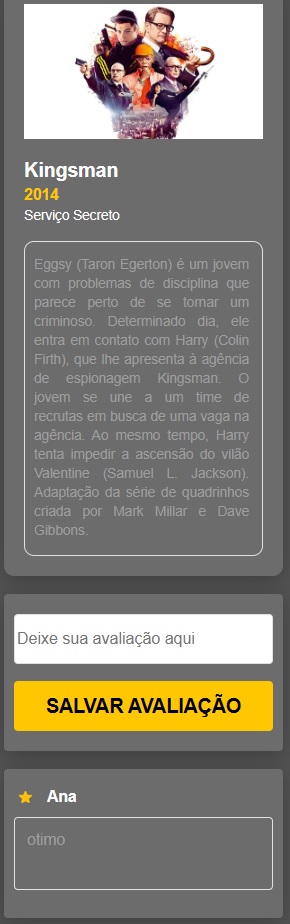 Kingsman
2014
Serviço Secreto
Eggsy (Taron Egerton) é um jovem
com problemas de disciplina que
parece perto de se tornar um
criminoso. Determinado dia, ele
entra em contato com Harry (Colin
Firth), que lhe apresenta à agência
de espionagem Kingsman. O
jovem se une a um time de
recrutas em busca de uma vaga na
agência. Ao mesmo tempo, Harry
tenta impedir a ascensão do vilão
Valentine (Samuel L. Jackson).
Adaptação da série de quadrinhos
criada por Mark Millar e Dave
Gibbons.
Deixe sua avaliação aqui
SALVAR AVALIAÇÃO
Ana
otimo